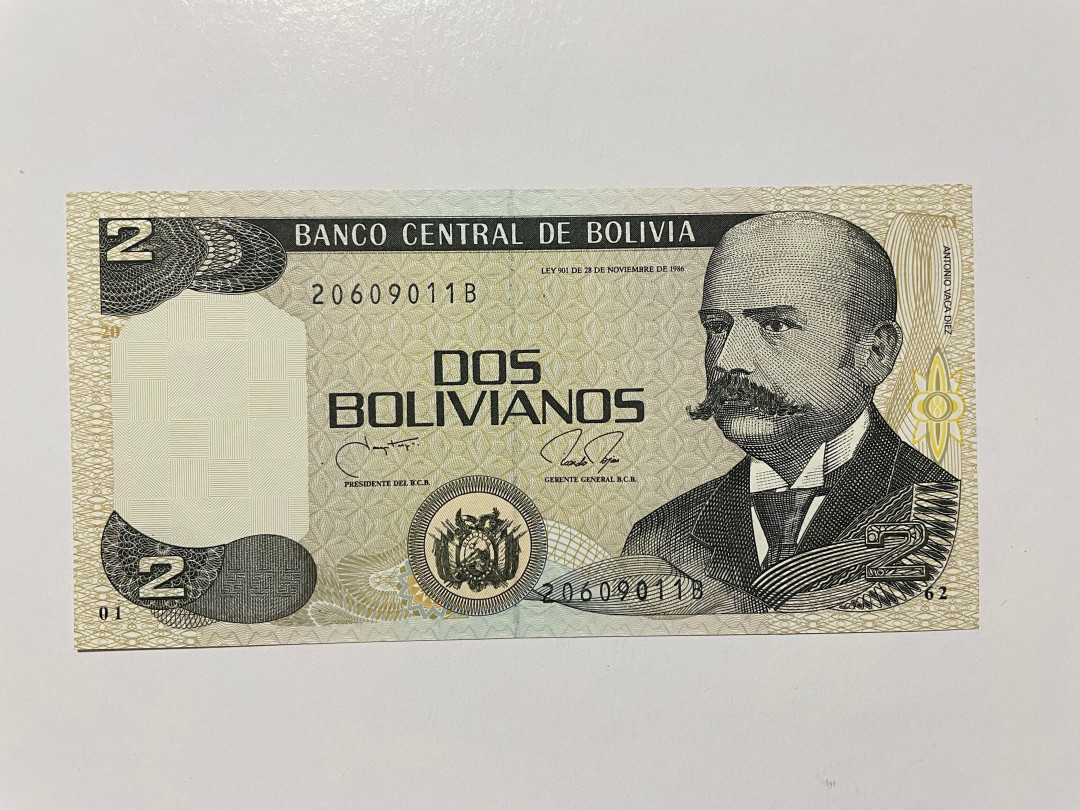 2
BANCO CENTRAL DE BOLIVIA
21
LEY 901 DE 28 DE NOVIEMBRE DE 1986
ANTONIO VACA DIEZ
20609011B
20
DOS
BOLIVIANOS
PRESIDENTE DEL B.C.B.
GERENTE GENERAL B.C.B.
2
20609011B
01
62